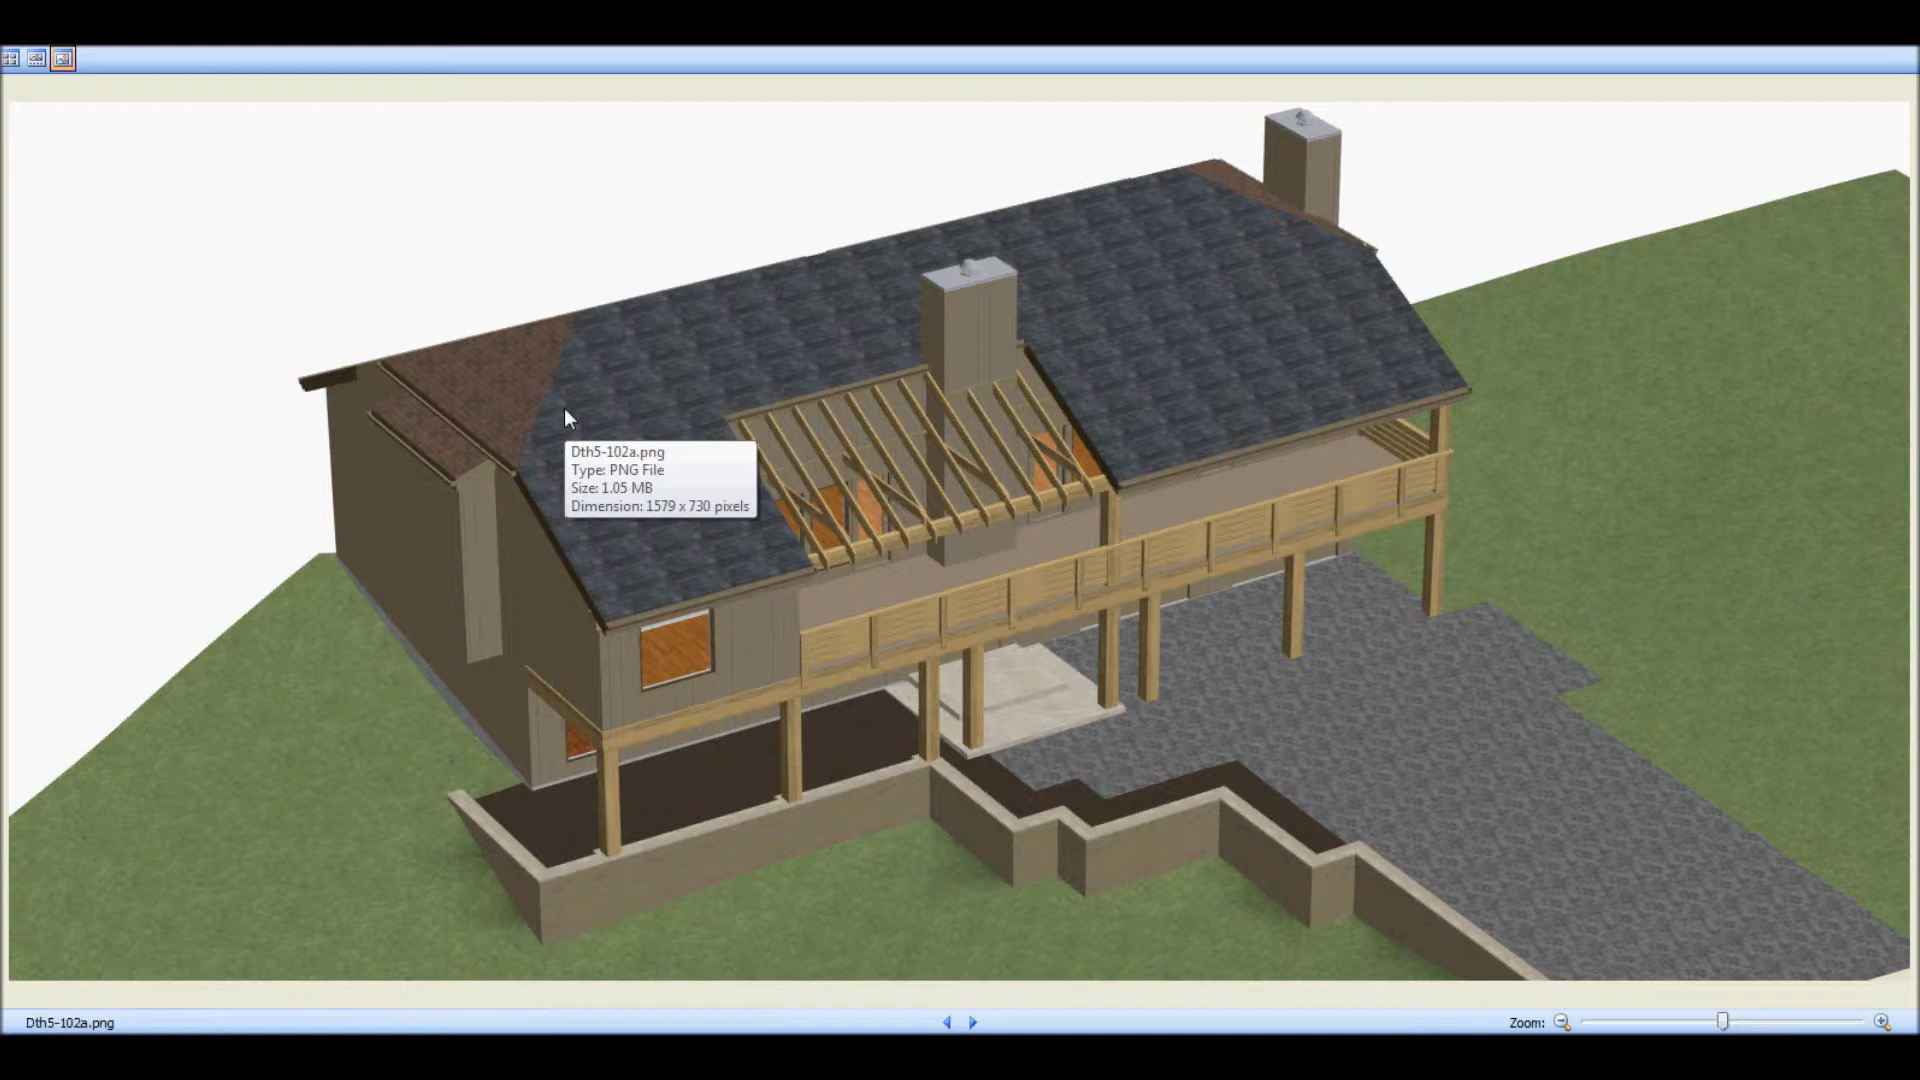 Dth5-102a.png
Type: PNG File
Size: 1.05 MB
Dimension: 1579 x 730 pixels
Dth5-102a.png
Zoom: